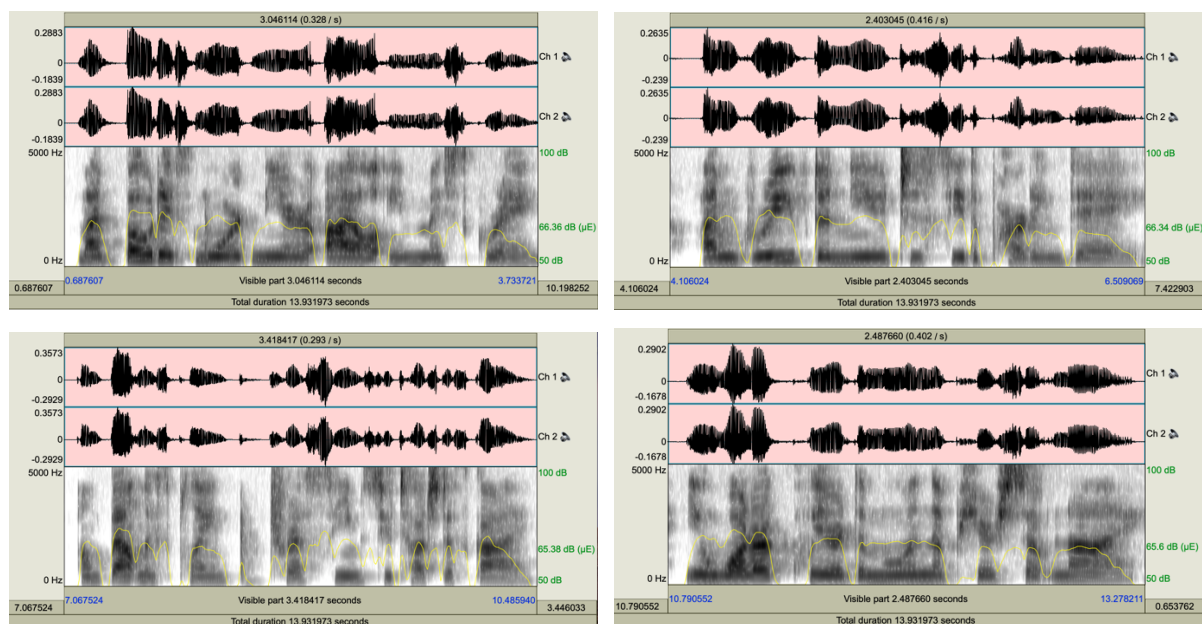 3.046114 (0.328 / s)
0.2883
0
-0.1839
Ch 1
0.2883
0
-0.1839
Ch 2
5000 Hz
100 dB
66.36 dB (µE)
0 Hz
50 dB
0.687607
Visible part 3.046114 seconds
3.733721
0.687607
10.198252
Total duration 13.931973 seconds
2.403045 (0.416 / s)
0.2635
0
-0.239
Ch 1
0.2635
0
-0.239
Ch 2
5000 Hz
100 dB
66.34 dB (µE)
0 Hz
50 dB
4.106024
Visible part 2.403045 seconds
6.509069
4.106024
7.422903
Total duration 13.931973 seconds
3.418417 (0.293 / s)
0.3573
0
-0.2929
Ch 1
0.3573
0
-0.2929
Ch 2
5000 Hz
100 dB
65.38 dB (µE)
0 Hz
50 dB
7.067524
Visible part 3.418417 seconds
10.485940
7.067524
3.446033
Total duration 13.931973 seconds
2.487660 (0.402 / s)
0.2902
0
-0.1678
Ch 1
0.2902
0
-0.1678
Ch 2
5000 Hz
100 dB
65.6 dB (µE)
0 Hz
50 dB
10.790552
Visible part 2.487660 seconds
13.278211
10.790552
0.653762
Total duration 13.931973 seconds